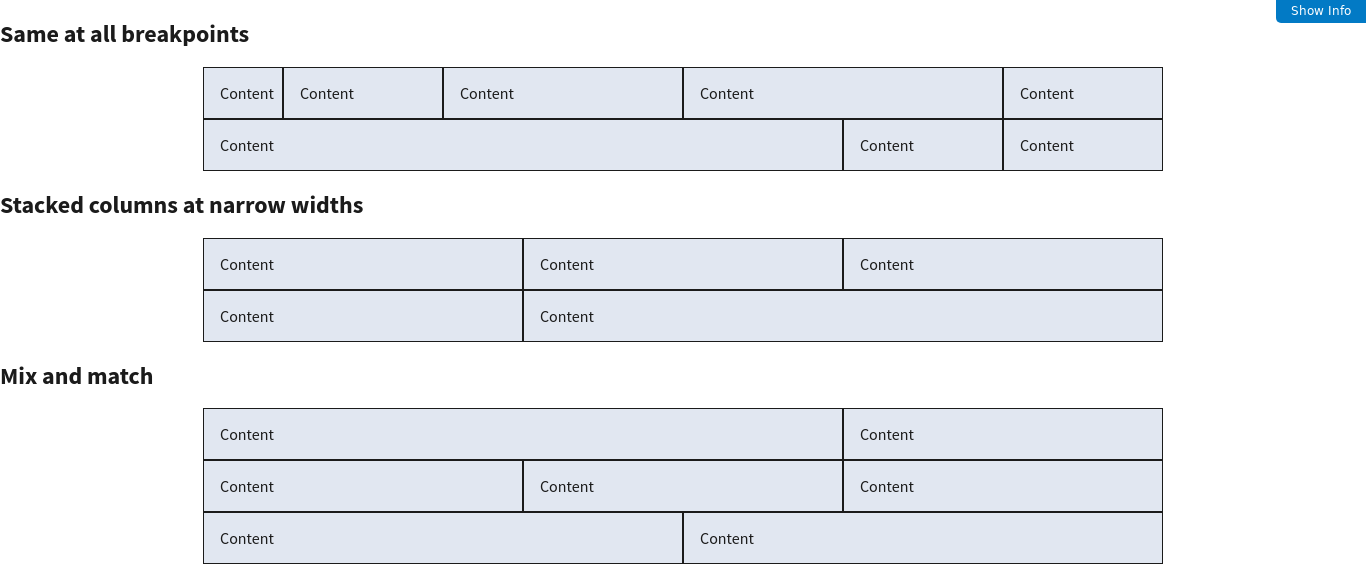 Show Info
Same at all breakpoints
Content Content Content Content Content
Content Content Content
Stacked columns at narrow widths
Content Content Content
Content Content
Mix and match
Content Content
Content Content Content
Content Content